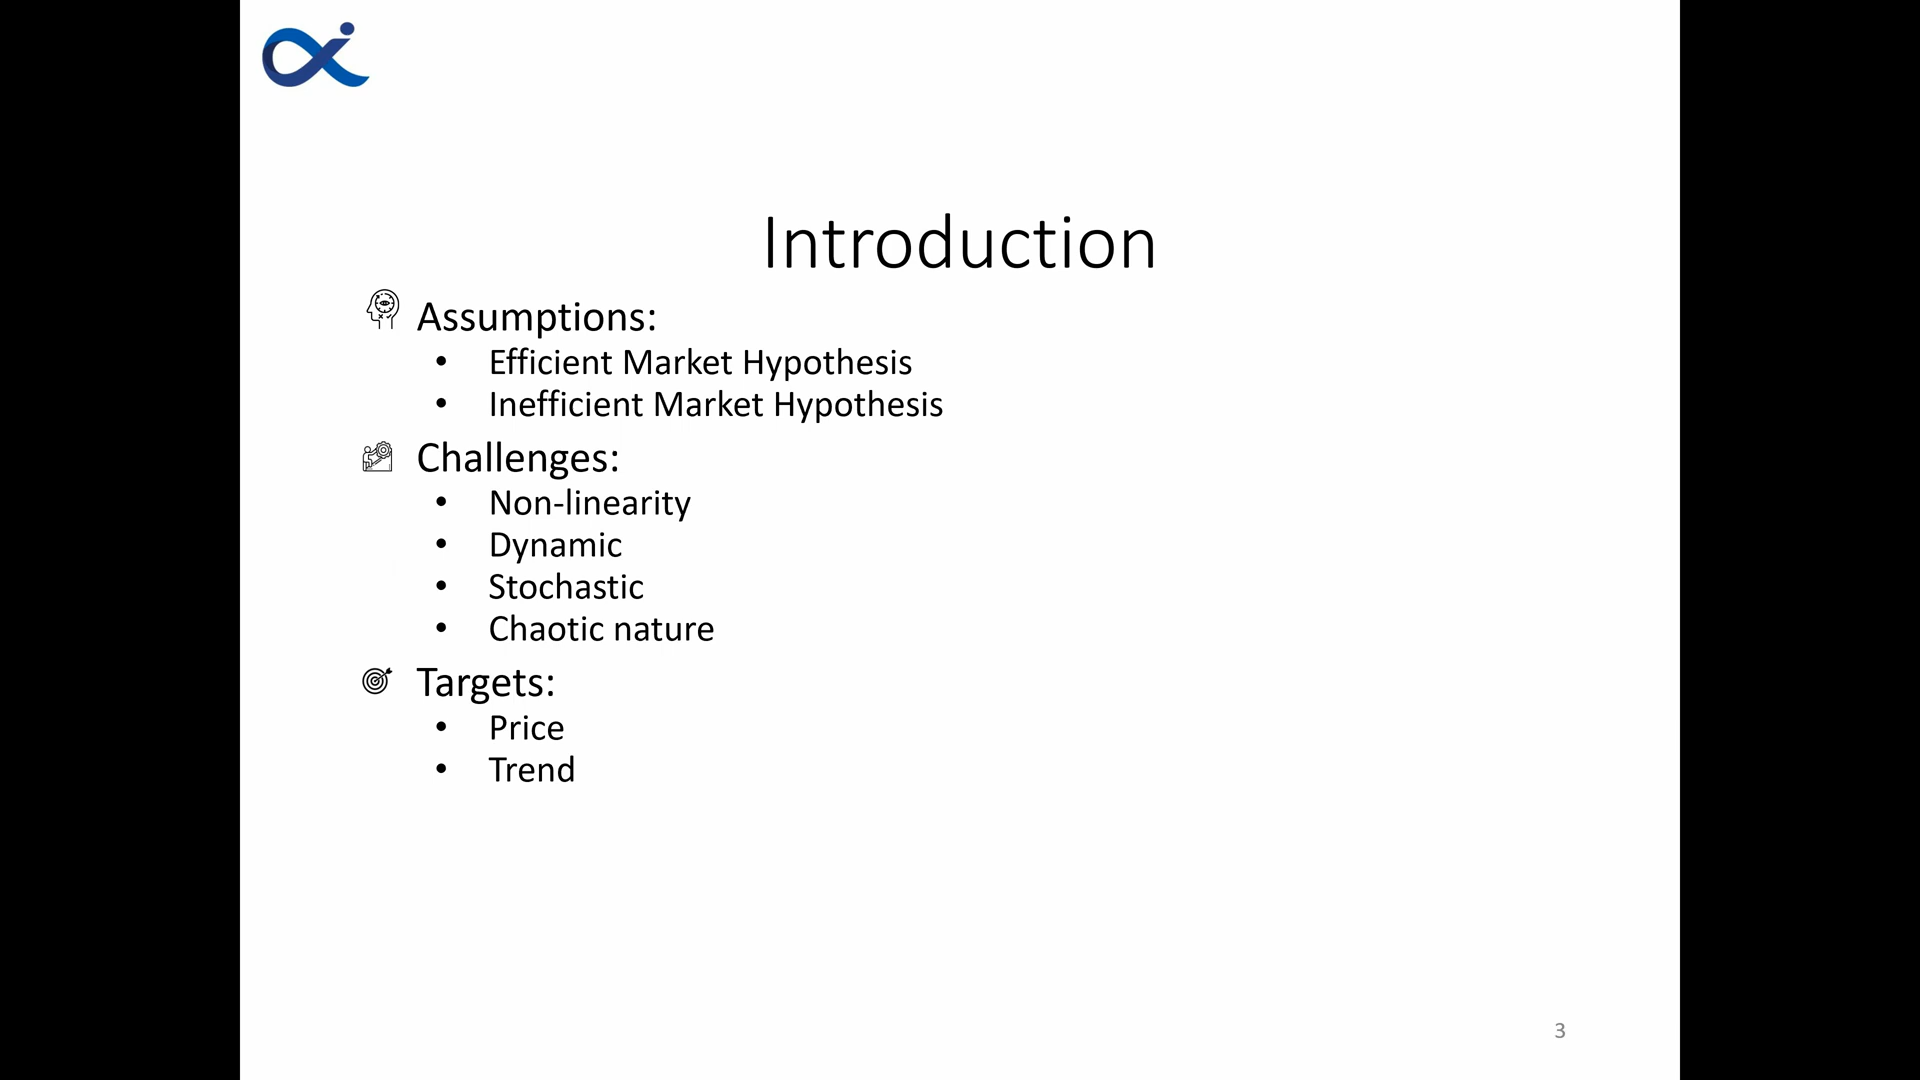 Introduction
Assumptions:
• Efficient Market Hypothesis
• Inefficient Market Hypothesis
Challenges:
• Non-linearity
• Dynamic
• Stochastic
• Chaotic nature
Targets:
• Price
• Trend
3